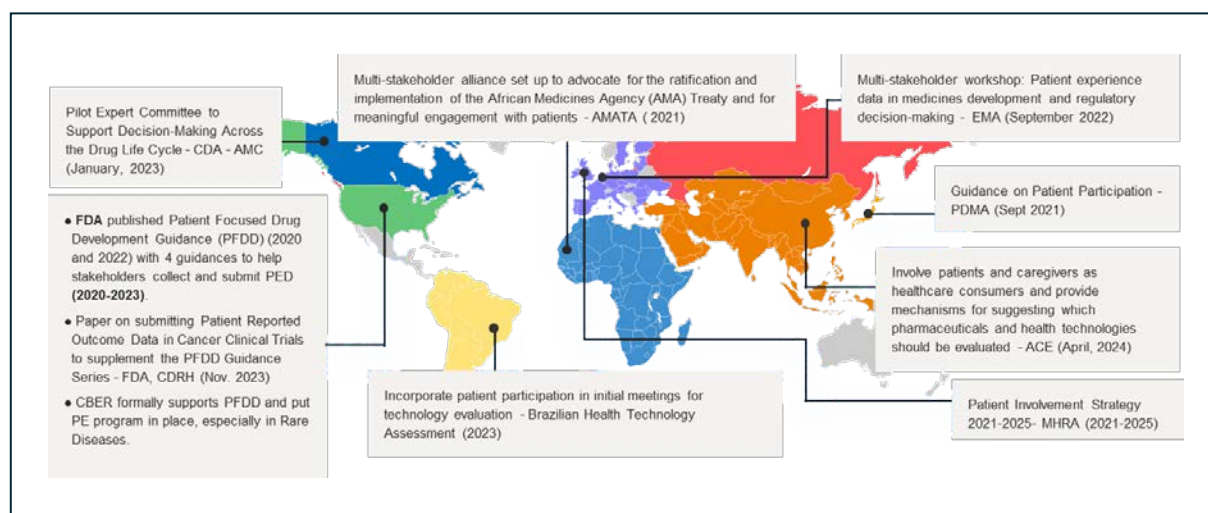 Pilot Expert Committee to
Support Decision-Making Across
the Drug Life Cycle - CDA - AMC
(January, 2023)
Multi-stakeholder alliance set up to advocate for the ratification and
implementation of the African Medicines Agency (AMA) Treaty and for
meaningful engagement with patients - AMATA ( 2021)
Multi-stakeholder workshop: Patient experience
data in medicines development and regulatory
decision-making - EMA (September 2022)
Guidance on Patient Participation -
PDMA (Sept 2021)
● FDA published Patient Focused Drug
Development Guidance (PFDD) (2020
and 2022) with 4 guidances to help
stakeholders collect and submit PED
(2020-2023).
● Paper on submitting Patient Reported
Outcome Data in Cancer Clinical Trials
to supplement the PFDD Guidance
Series - FDA, CDRH (Nov. 2023)
● CBER formally supports PFDD and put
PE program in place, especially in Rare
Diseases.
Involve patients and caregivers as
healthcare consumers and provide
mechanisms for suggesting which
pharmaceuticals and health technologies
should be evaluated - ACE (April, 2024)
Incorporate patient participation in initial meetings for
technology evaluation - Brazilian Health Technology
Assessment (2023)
Patient Involvement Strategy
2021-2025- MHRA (2021-2025)